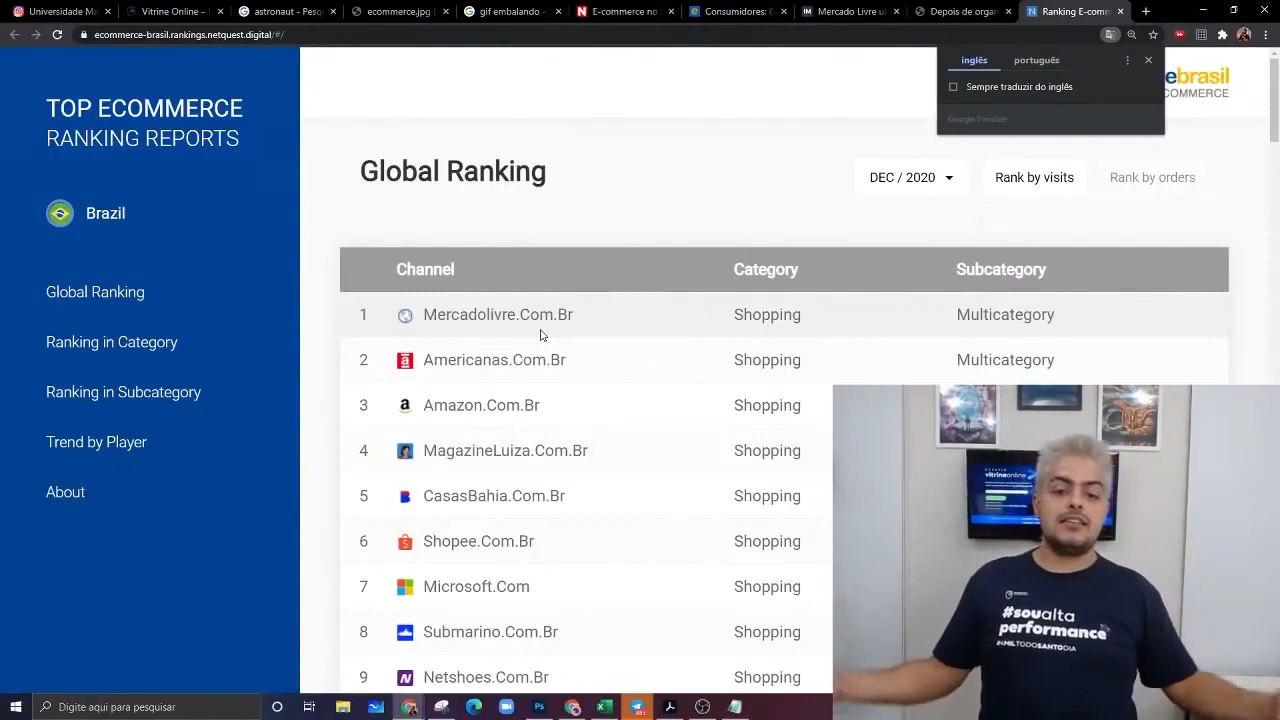 Universidade Ma
Vitrine Online –
astronaut - Pesq
ecommerce.jpg (
gif embalando -
E-commerce no
Consumidores: E
Mercado Livre ul
Depois de organ
Ranking E-comm
ecommerce-brasil.rankings.netquest.digital/#/
inglês português
Sempre traduzir do inglês
Google Translate
ebrasil
COMMERCE
TOP ECOMMERCE
RANKING REPORTS
Brazil
Global Ranking
Ranking in Category
Ranking in Subcategory
Trend by Player
About
Global Ranking
DEC / 2020
Rank by visits
Rank by orders
Channel Category Subcategory
1 Mercadolivre.Com.Br Shopping Multicategory
2 Americanas.Com.Br Shopping Multicategory
3 Amazon.Com.Br Shopping
4 MagazineLuiza.Com.Br Shopping
5 CasasBahia.Com.Br Shopping
6 Shopee.Com.Br Shopping
7 Microsoft.Com Shopping
8 Submarino.Com.Br Shopping
9 Netshoes.Com.Br Shopping
vitrineonline
#soualta
performance
#4MILTODOSANTODIA
Digite aqui para pesquisar